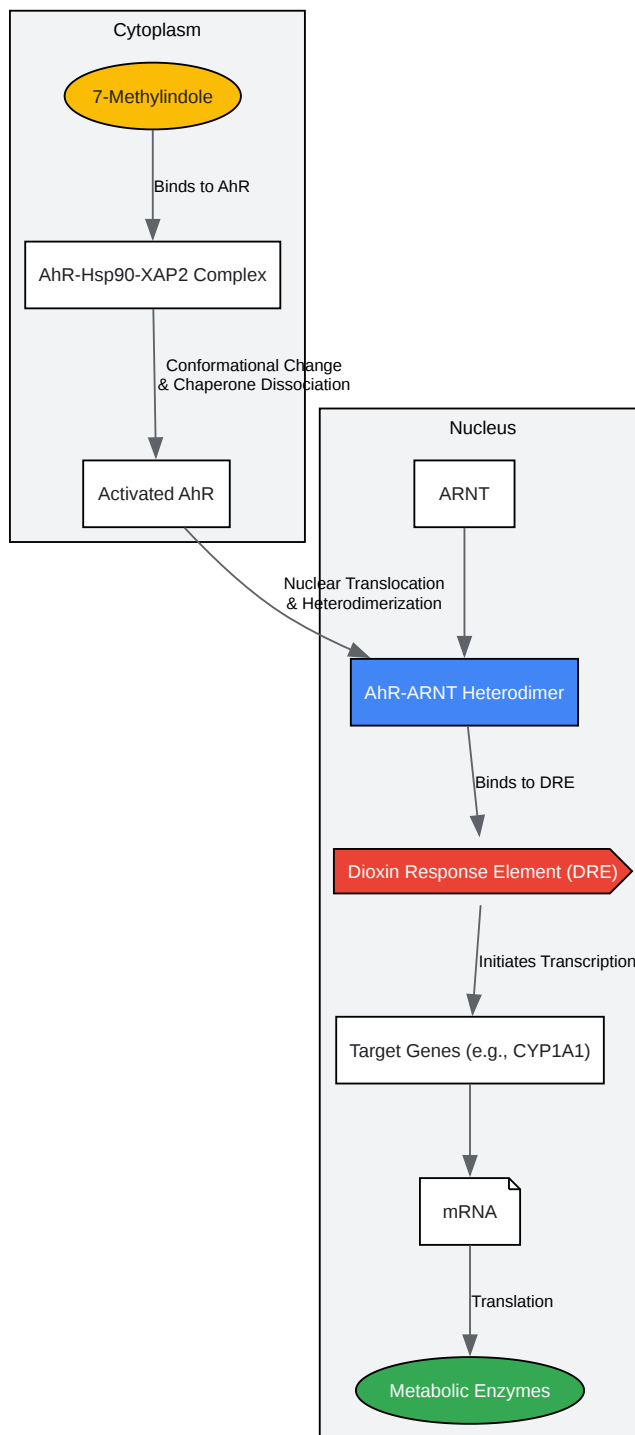 Cytoplasm
7-Methylindole
Binds to AhR
AhR-Hsp90-XAP2 Complex
Conformational Change
& Chaperone Dissociation
Activated AhR
Nucleus
ARNT
Nuclear Translocation
& Heterodimerization
AhR-ARNT Heterodimer
Binds to DRE
Dioxin Response Element (DRE)
Initiates Transcription
Target Genes (e.g., CYP1A1)
mRNA
Translation
Metabolic Enzymes